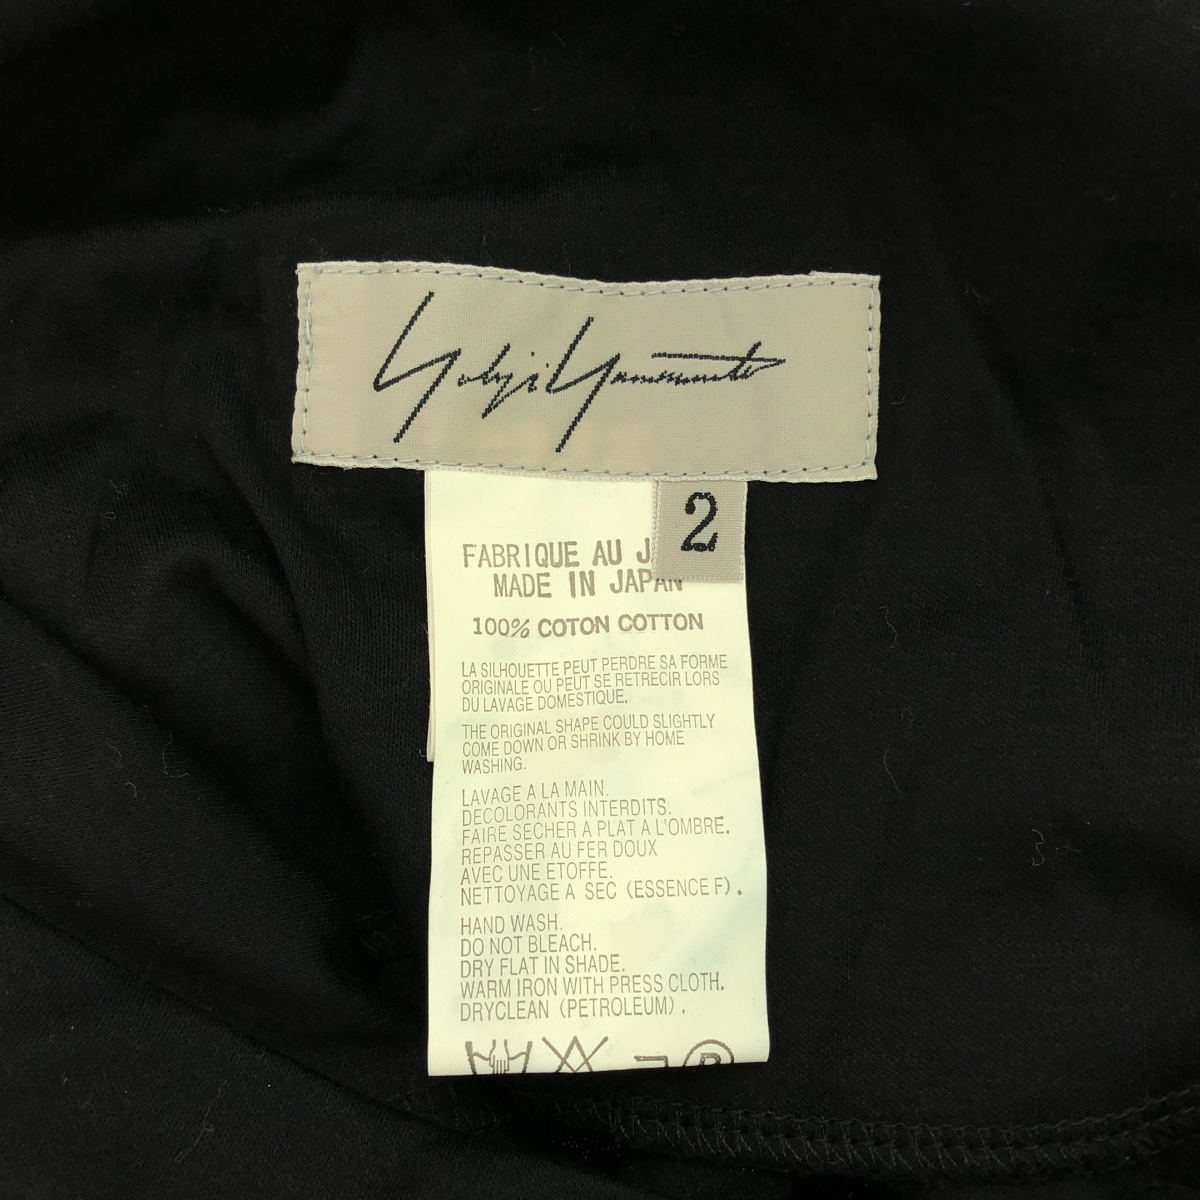 Yohji Yamamoto
2
FABRIQUE AU J
MADE IN JAPAN
100% COTON COTTON
LA SILHOUETTE PEUT PERDRE SA FORME
ORIGINALE OU PEUT SE RETRECIR LORS
DU LAVAGE DOMESTIQUE.
THE ORIGINAL SHAPE COULD SLIGHTLY
COME DOWN OR SHRINK BY HOME
WASHING.
LAVAGE A LA MAIN.
DECOLORANTS INTERDITS.
FAIRE SECHER A PLAT A L'OMBRE.
REPASSER AU FER DOUX
AVEC UNE ETOFFE.
NETTOYAGE A SEC (ESSENCE F).
HAND WASH.
DO NOT BLEACH.
DRY FLAT IN SHADE.
WARM IRON WITH PRESS CLOTH.
DRYCLEAN (PETROLEUM).